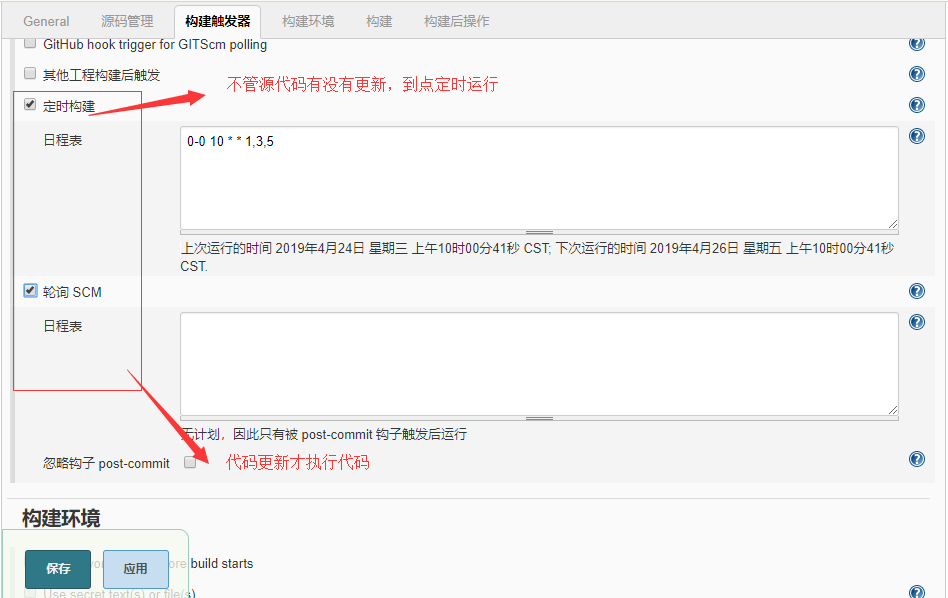 General 源码管理 构建触发器 构建环境 构建 构建后操作
GitHub hook trigger for GITScm polling
其他工程构建后触发
不管源代码有没有更新，到点定时运行
定时构建
日程表
0-0 10 * * 1,3,5
上次运行的时间 2019年4月24日 星期三 上午10时00分41秒 CST; 下次运行的时间 2019年4月26日 星期五 上午10时00分41秒
CST.
轮询 SCM
日程表
无计划，因此只有被 post-commit 钩子触发后运行
忽略钩子 post-commit
代码更新才执行代码
构建环境
build starts
保存 应用
Use secret text(s) or file(s)